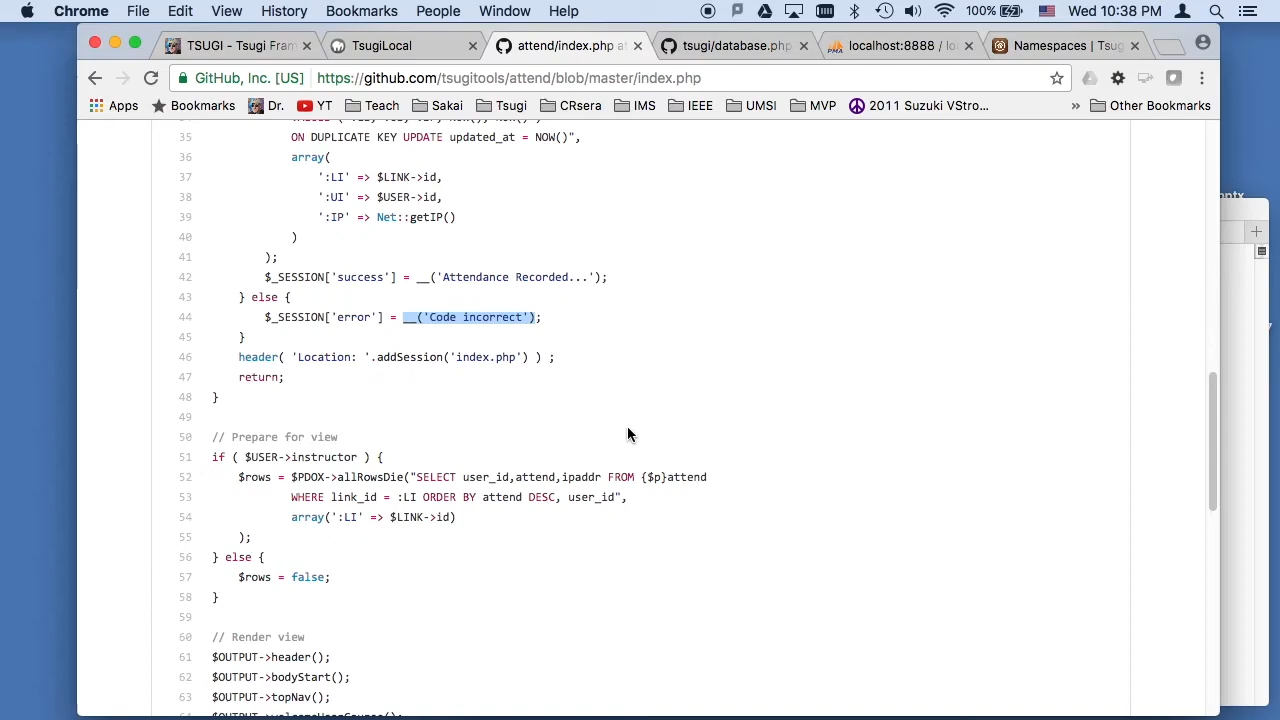 Chrome File Edit View History Bookmarks People Window Help 100% Wed 10:38 PM
TSUGI - Tsugi Fram × TsugiLocal × attend/index.php at × tsugi/database.php × localhost:8888 / loc × Namespaces | Tsug ×
GitHub, Inc. [US] https://github.com/tsugitools/attend/blob/master/index.php
Apps Bookmarks Dr. YT Teach Sakai Tsugi CRsera IMS IEEE UMSI MVP 2011 Suzuki VStro... » Other Bookmarks
35 ON DUPLICATE KEY UPDATE updated_at = NOW()",
36 array(
37 ':LI' => $LINK->id,
38 ':UI' => $USER->id,
39 ':IP' => Net::getIP()
40 )
41 );
42 $_SESSION['success'] = __('Attendance Recorded...');
43 } else {
44 $_SESSION['error'] = __('Code incorrect');
45 }
46 header( 'Location: '.addSession('index.php') ) ;
47 return;
48 }
49
50 // Prepare for view
51 if ( $USER->instructor ) {
52 $rows = $PDOX->allRowsDie("SELECT user_id,attend,ipaddr FROM {$p}attend
53 WHERE link_id = :LI ORDER BY attend DESC, user_id",
54 array(':LI' => $LINK->id)
55 );
56 } else {
57 $rows = false;
58 }
59
60 // Render view
61 $OUTPUT->header();
62 $OUTPUT->bodyStart();
63 $OUTPUT->topNav();